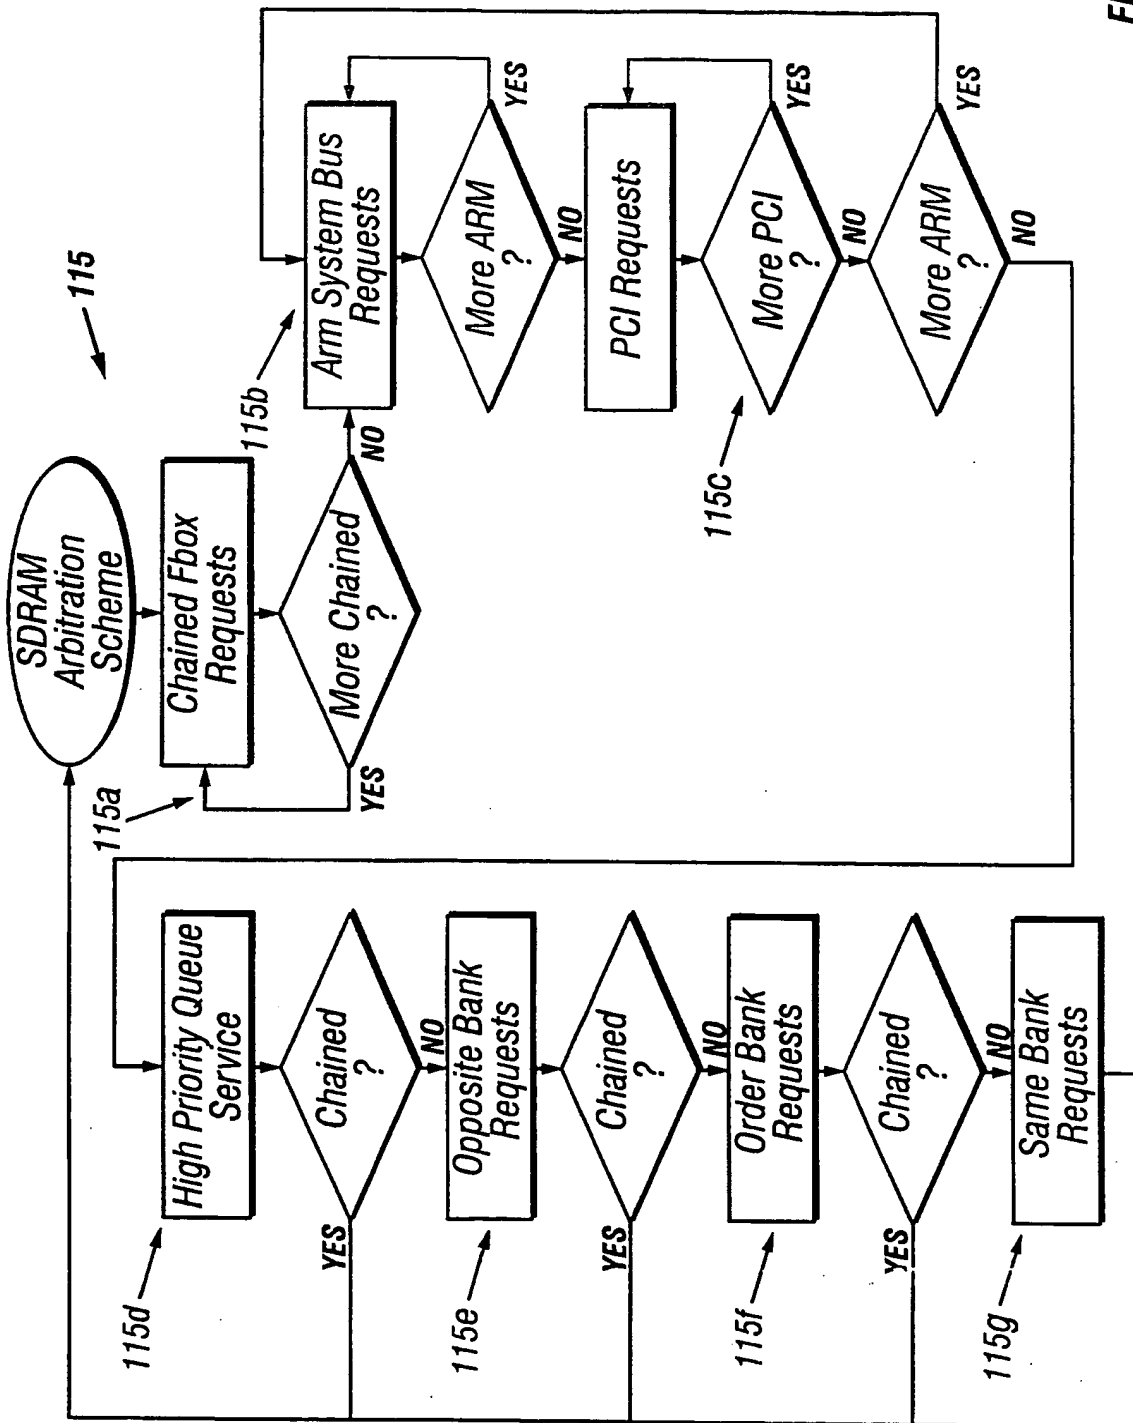 115
SDRAM
Arbitration
Scheme
115a
Chained Fbox
Requests
More Chained
?
YES
NO
115b
Arm System Bus
Requests
More ARM
?
YES
NO
PCI Requests
115c
More PCI
?
YES
NO
More ARM
?
YES
NO
115d
High Priority Queue
Service
Chained
?
YES
NO
115e
Opposite Bank
Requests
Chained
?
YES
NO
115f
Order Bank
Requests
Chained
?
YES
NO
115g
Same Bank
Requests